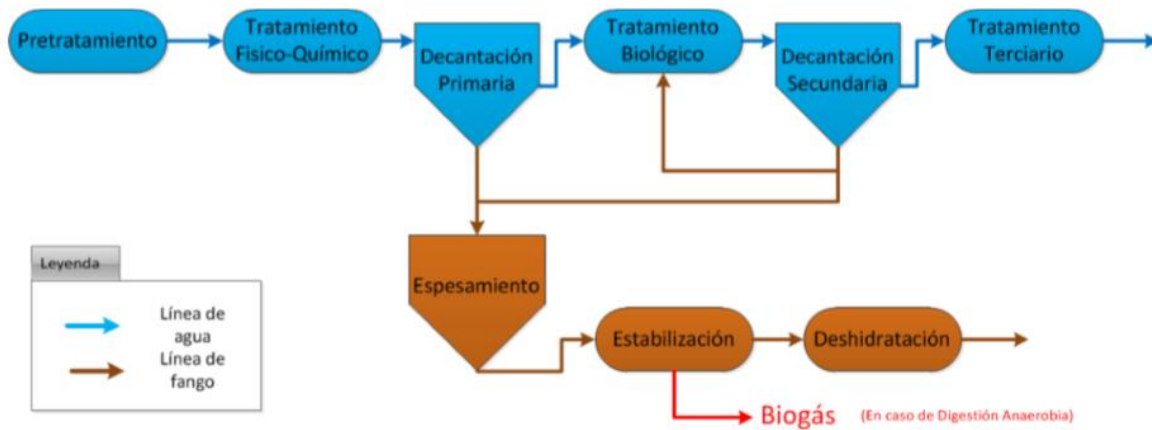 Pretratamiento
Tratamiento
Fisico-Químico
Decantación
Primaria
Tratamiento
Biológico
Decantación
Secundaria
Tratamiento
Terciario
Espesamiento
Estabilización
Deshidratación
Biogás (En caso de Digestión Anaerobia)
Leyenda
Línea de
agua
Línea de
fango